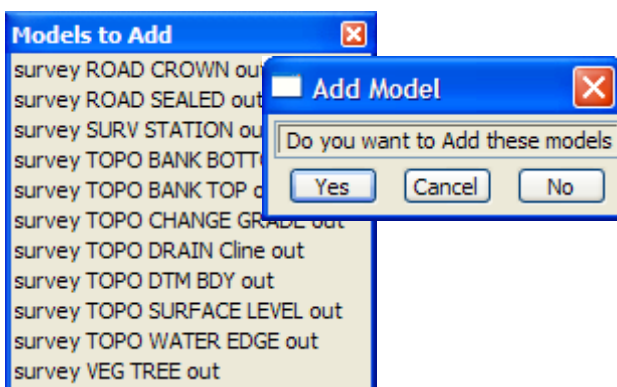 Models to Add
survey ROAD CROWN ou
survey ROAD SEALED out
survey SURV STATION ou
survey TOPO BANK BOTT
survey TOPO BANK TOP
survey TOPO CHANGE GRADE out
survey TOPO DRAIN Cline out
survey TOPO DTM BDY out
survey TOPO SURFACE LEVEL out
survey TOPO WATER EDGE out
survey VEG TREE out
Add Model
Do you want to Add these models
Yes Cancel No